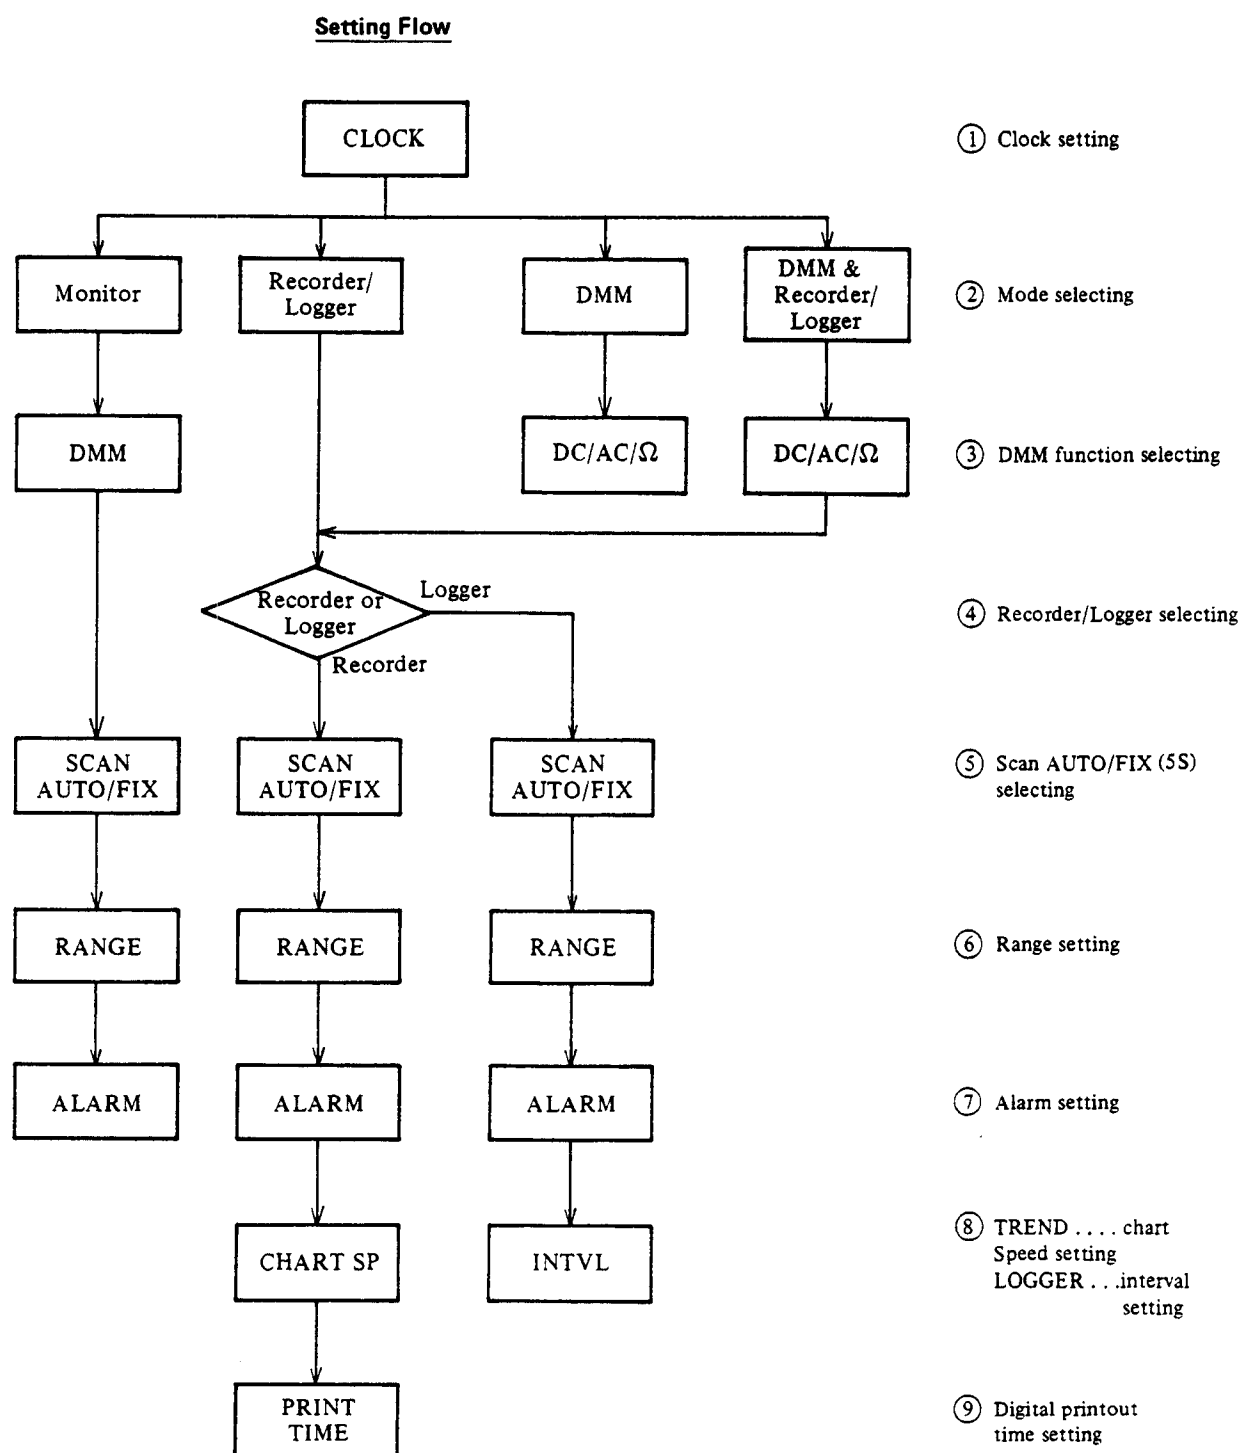 Setting Flow
CLOCK
① Clock setting
Monitor
Recorder/
Logger
DMM
DMM &
Recorder/
Logger
② Mode selecting
DMM
DC/AC/Ω
DC/AC/Ω
③ DMM function selecting
Recorder or
Logger
Logger
Recorder
④ Recorder/Logger selecting
SCAN
AUTO/FIX
SCAN
AUTO/FIX
SCAN
AUTO/FIX
⑤ Scan AUTO/FIX (5S)
selecting
RANGE
RANGE
RANGE
⑥ Range setting
ALARM
ALARM
ALARM
⑦ Alarm setting
CHART SP
INTVL
⑧ TREND .... chart
Speed setting
LOGGER ...interval
setting
PRINT
TIME
⑨ Digital printout
time setting